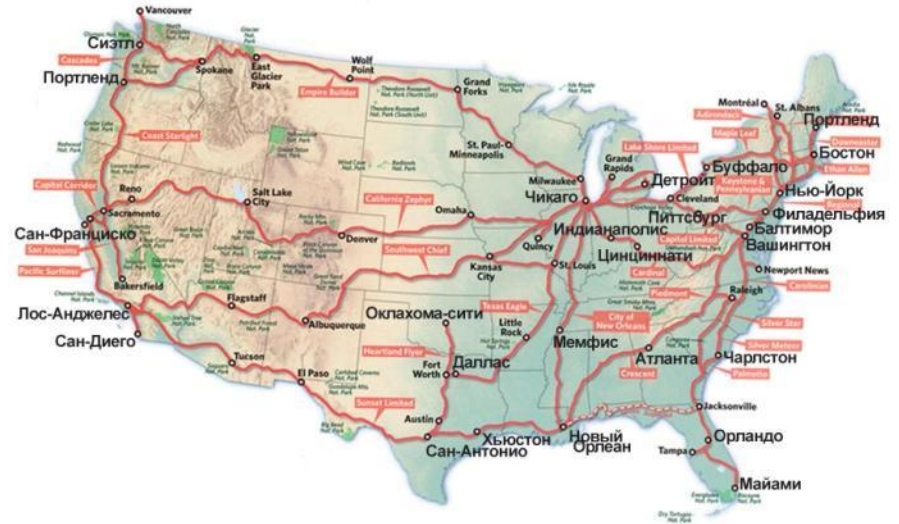 Vancouver
Сиэтл
Cascades
Портленд
Spokane
East
Glacier
Park
Wolf
Point
Empire Builder
Grand
Forks
St. Paul-
Minneapolis
Coast Starlight
Milwaukee
Grand
Rapids
Lake Shore Limited
Montréal
St. Albans
Adirondack
Maple Leaf
Портленд
Downeaster
Бостон
Ethan Allen
Буффало
Детройт
Keystone &
Pennsylvanian
Нью-Йорк
Regional
Cleveland
Чикаго
Питтсбург
Филадельфия
Балтимор
Вашингтон
Capitol Corridor
Reno
Sacramento
Salt Lake
City
California Zephyr
Omaha
Denver
Сан-Франциско
San Joaquins
Pacific Surfliner
Bakersfield
Southwest Chief
Quincy
Индианаполис
Цинциннати
Capitol Limited
Cardinal
Kansas
City
St. Louis
Newport News
Carolinian
Piedmont
Raleigh
Лос-Анджелес
Flagstaff
Albuquerque
Оклахома-сити
Texas Eagle
City of
New Orleans
Little
Rock
Мемфис
Silver Star
Silver Meteor
Palmetto
Сан-Диего
Tucson
El Paso
Heartland Flyer
Fort
Worth
Даллас
Атланта
Crescent
Чарлстон
Sunset Limited
Austin
Сан-Антонио
Хьюстон
Новый
Орлеан
Jacksonville
Орландо
Tampa
Майами